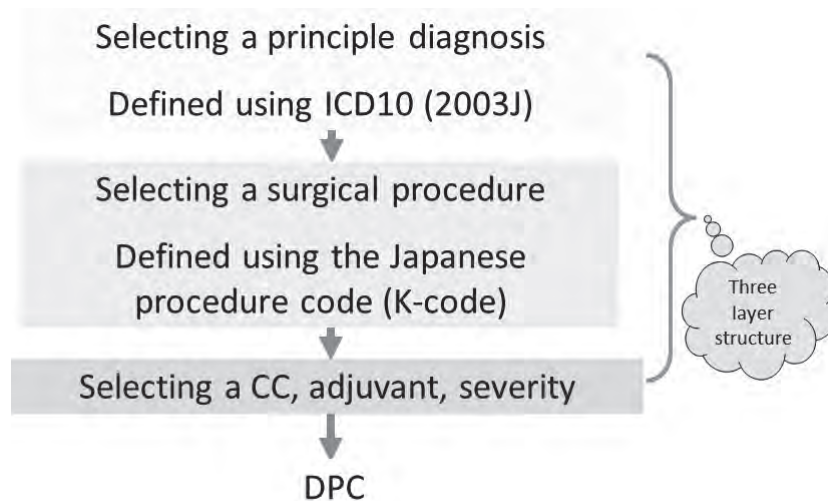 Selecting a principle diagnosis
Defined using ICD10 (2003J)
Selecting a surgical procedure
Defined using the Japanese
procedure code (K-code)
Selecting a CC, adjuvant, severity
DPC
Three
layer
structure